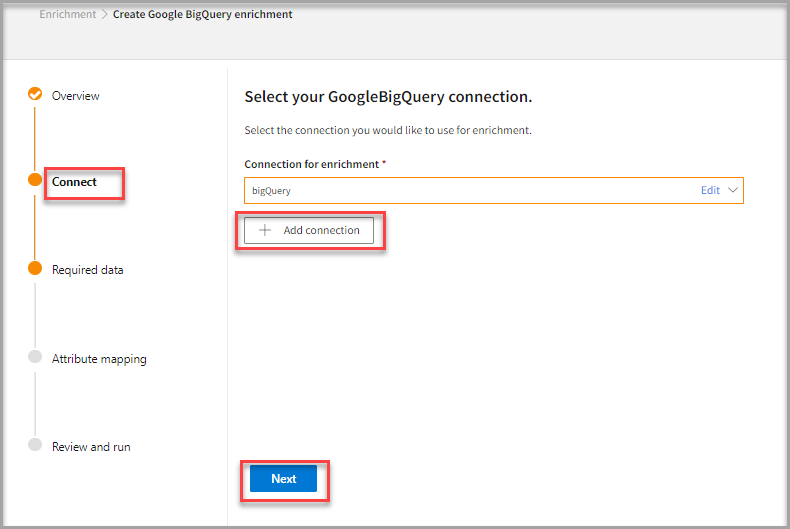 Enrichment > Create Google BigQuery enrichment
Overview
Connect
Required data
Attribute mapping
Review and run
Select your GoogleBigQuery connection.
Select the connection you would like to use for enrichment.
Connection for enrichment *
bigQuery Edit
+ Add connection
Next